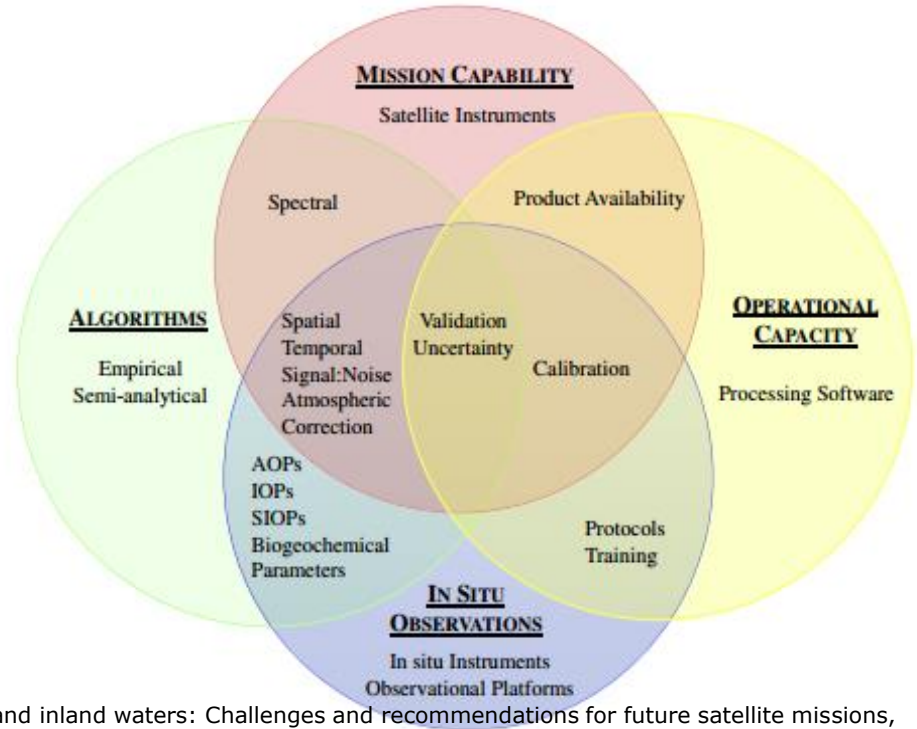 MISSION CAPABILITY
Satellite Instruments
Spectral
Product Availability
ALGORITHMS
Empirical
Semi-analytical
Spatial
Temporal
Signal:Noise
Atmospheric
Correction
Validation
Uncertainty
Calibration
OPERATIONAL
CAPACITY
Processing Software
AOPs
IOPs
SIOPs
Biogeochemical
Parameters
Protocols
Training
IN SITU
OBSERVATIONS
In situ Instruments
Observational Platforms
and inland waters: Challenges and recommendations for future satellite missions,